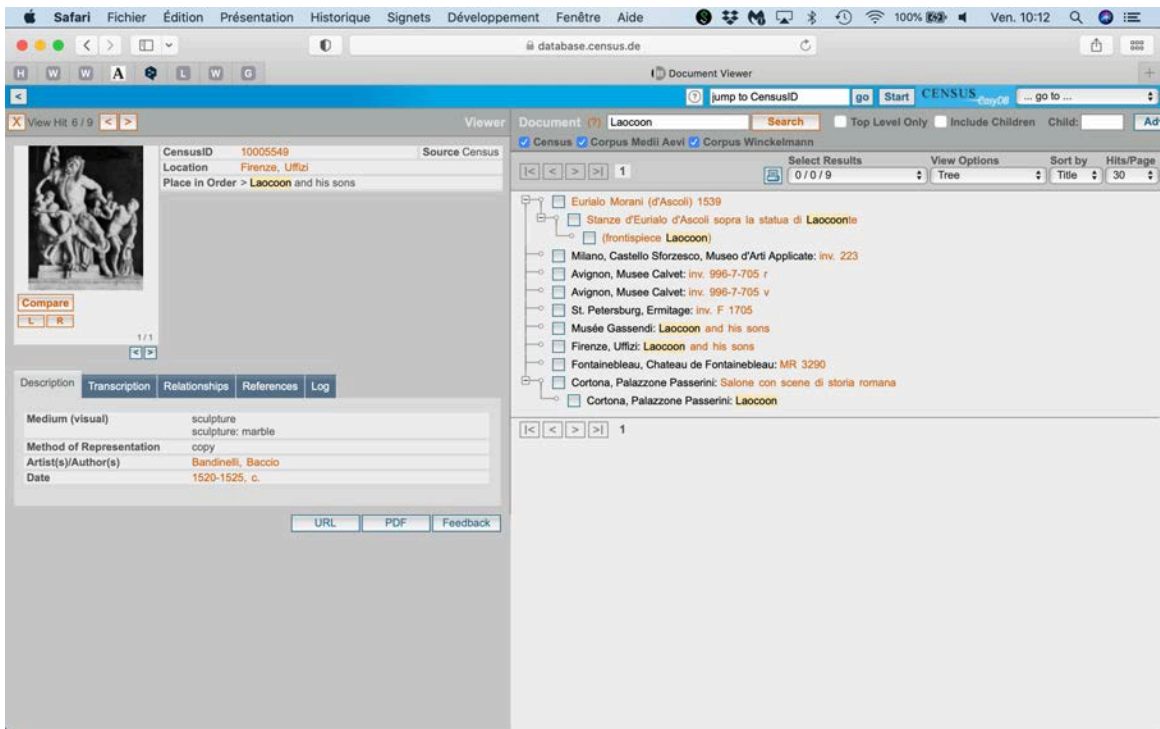 Safari Fichier Édition Présentation Historique Signets Développement Fenêtre Aide 100% Ven. 10:12
database.census.de
H W W A L W G Document Viewer
< ? jump to CensusID go Start CENSUS EasyDB ... go to ...
X View Hit 6 / 9 < > Viewer
CensusID 10005549 Source Census
Location Firenze, Uffizi
Place in Order > Laocoon and his sons
Compare
L R
1/1
< >
Description Transcription Relationships References Log
Medium (visual) sculpture
sculpture: marble
Method of Representation copy
Artist(s)/Author(s) Bandinelli, Baccio
Date 1520-1525, c.
URL PDF Feedback
Document (?) Laocoon Search Top Level Only Include Children Child: Ad
Census Corpus Medii Aevi Corpus Winckelmann
Select Results View Options Sort by Hits/Page
|< < > >| 1 0 / 0 / 9 Tree Title 30
Eurialo Morani (d'Ascoli) 1539
Stanze d'Eurialo d'Ascoli sopra la statua di Laocoonte
(frontispiece Laocoon)
Milano, Castello Sforzesco, Museo d'Arti Applicate: inv. 223
Avignon, Musee Calvet: inv. 996-7-705 r
Avignon, Musee Calvet: inv. 996-7-705 v
St. Petersburg, Ermitage: inv. F 1705
Musée Gassendi: Laocoon and his sons
Firenze, Uffizi: Laocoon and his sons
Fontainebleau, Chateau de Fontainebleau: MR 3290
Cortona, Palazzone Passerini: Salone con scene di storia romana
Cortona, Palazzone Passerini: Laocoon
|< < > >| 1